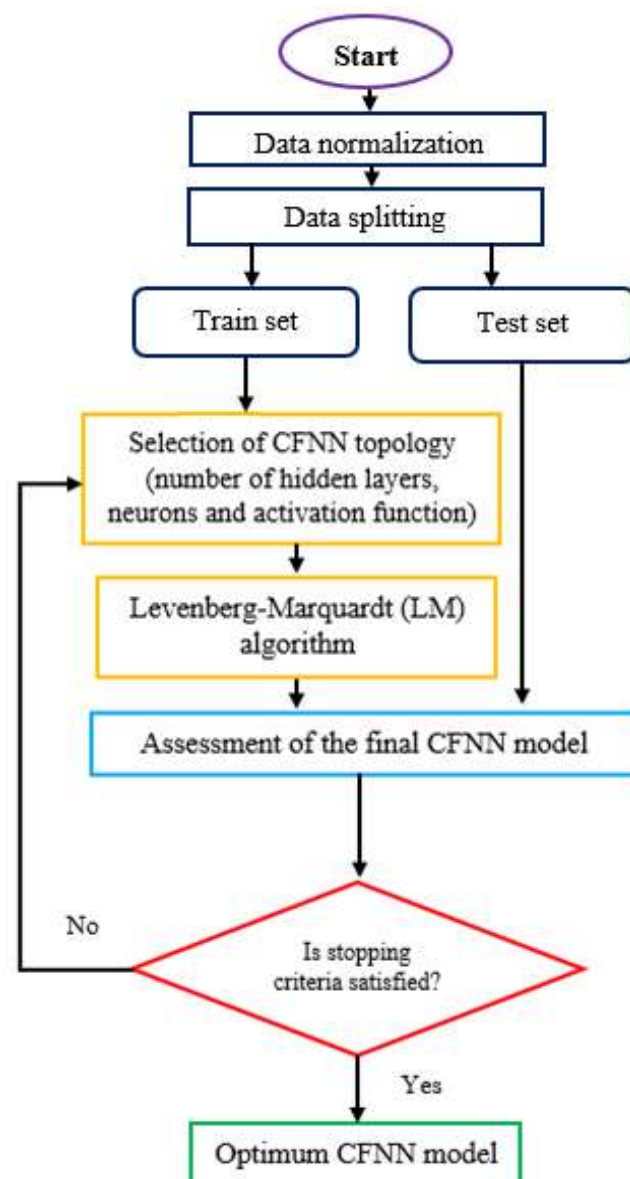 Start
Data normalization
Data splitting
Train set
Test set
Selection of CFNN topology
(number of hidden layers,
neurons and activation function)
Levenberg-Marquardt (LM)
algorithm
Assessment of the final CFNN model
No
Is stopping
criteria satisfied?
Yes
Optimum CFNN model